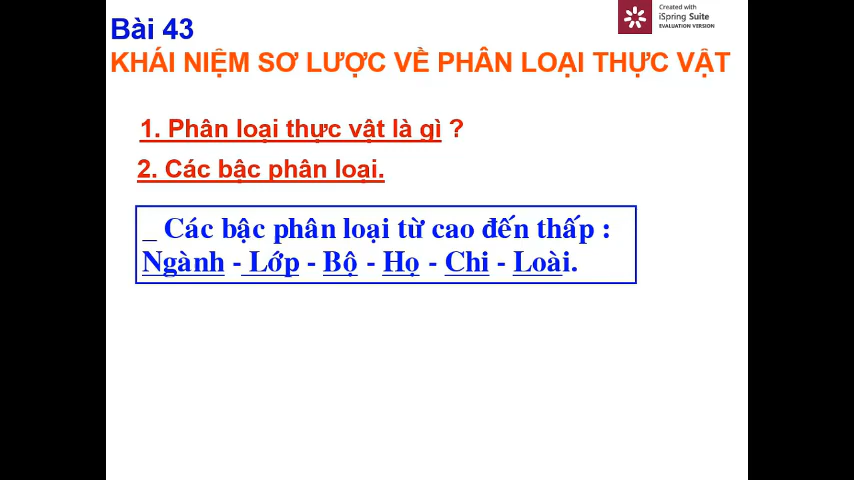 Created with
iSpring Suite
EVALUATION VERSION
Bài 43
KHÁI NIỆM SƠ LƯỢC VỀ PHÂN LOẠI THỰC VẬT
1. Phân loại thực vật là gì ?
2. Các bậc phân loại.
_ Các bậc phân loại từ cao đến thấp :
Ngành - Lớp - Bộ - Họ - Chi - Loài.